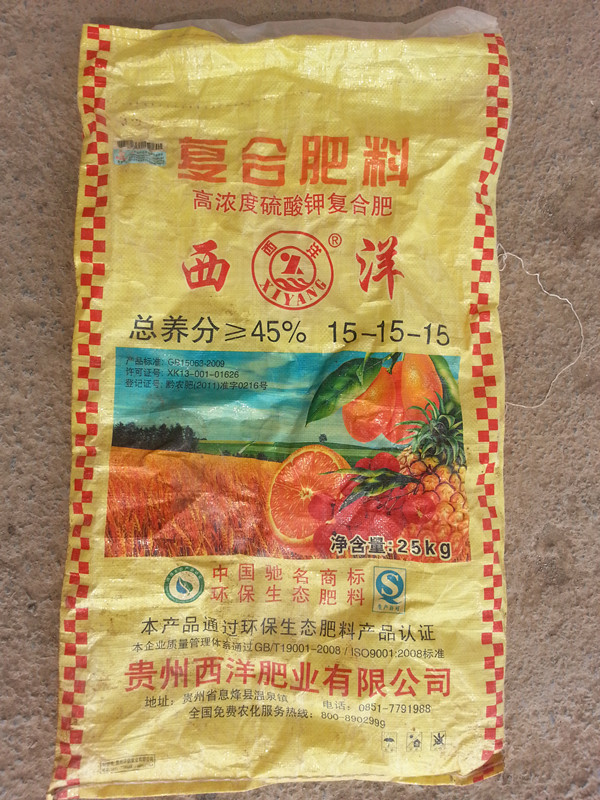 复合肥料
高浓度硫酸钾复合肥
西 西洋 XIYANG ® 洋
总养分≥45% 15-15-15
产品标准: GB15063-2009
许可证号: XK13-001-01626
登记证号: 黔农肥(2011)准字0216号
净含量:25kg
中国驰名商标
环保生态肥料
本产品通过环保生态肥料产品认证
本企业质量管理体系通过GB/T19001-2008/ISO9001:2008标准
贵州西洋肥业有限公司
地址: 贵州省息烽县温泉镇 电话: 0851-7791988
全国免费农化服务热线: 800-8902999